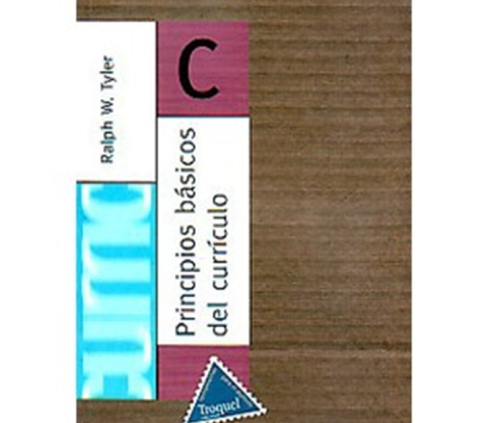 C
Ralph W. Tyler
Principios básicos
del currículo
Troquel